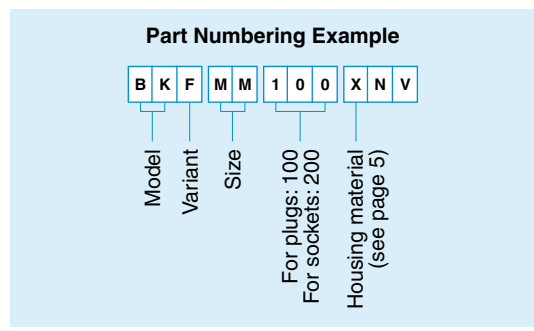 Part Numbering Example
B K F M M 1 0 0 X N V
Model
Variant
Size
For plugs: 100
For sockets: 200
Housing material
(see page 5)